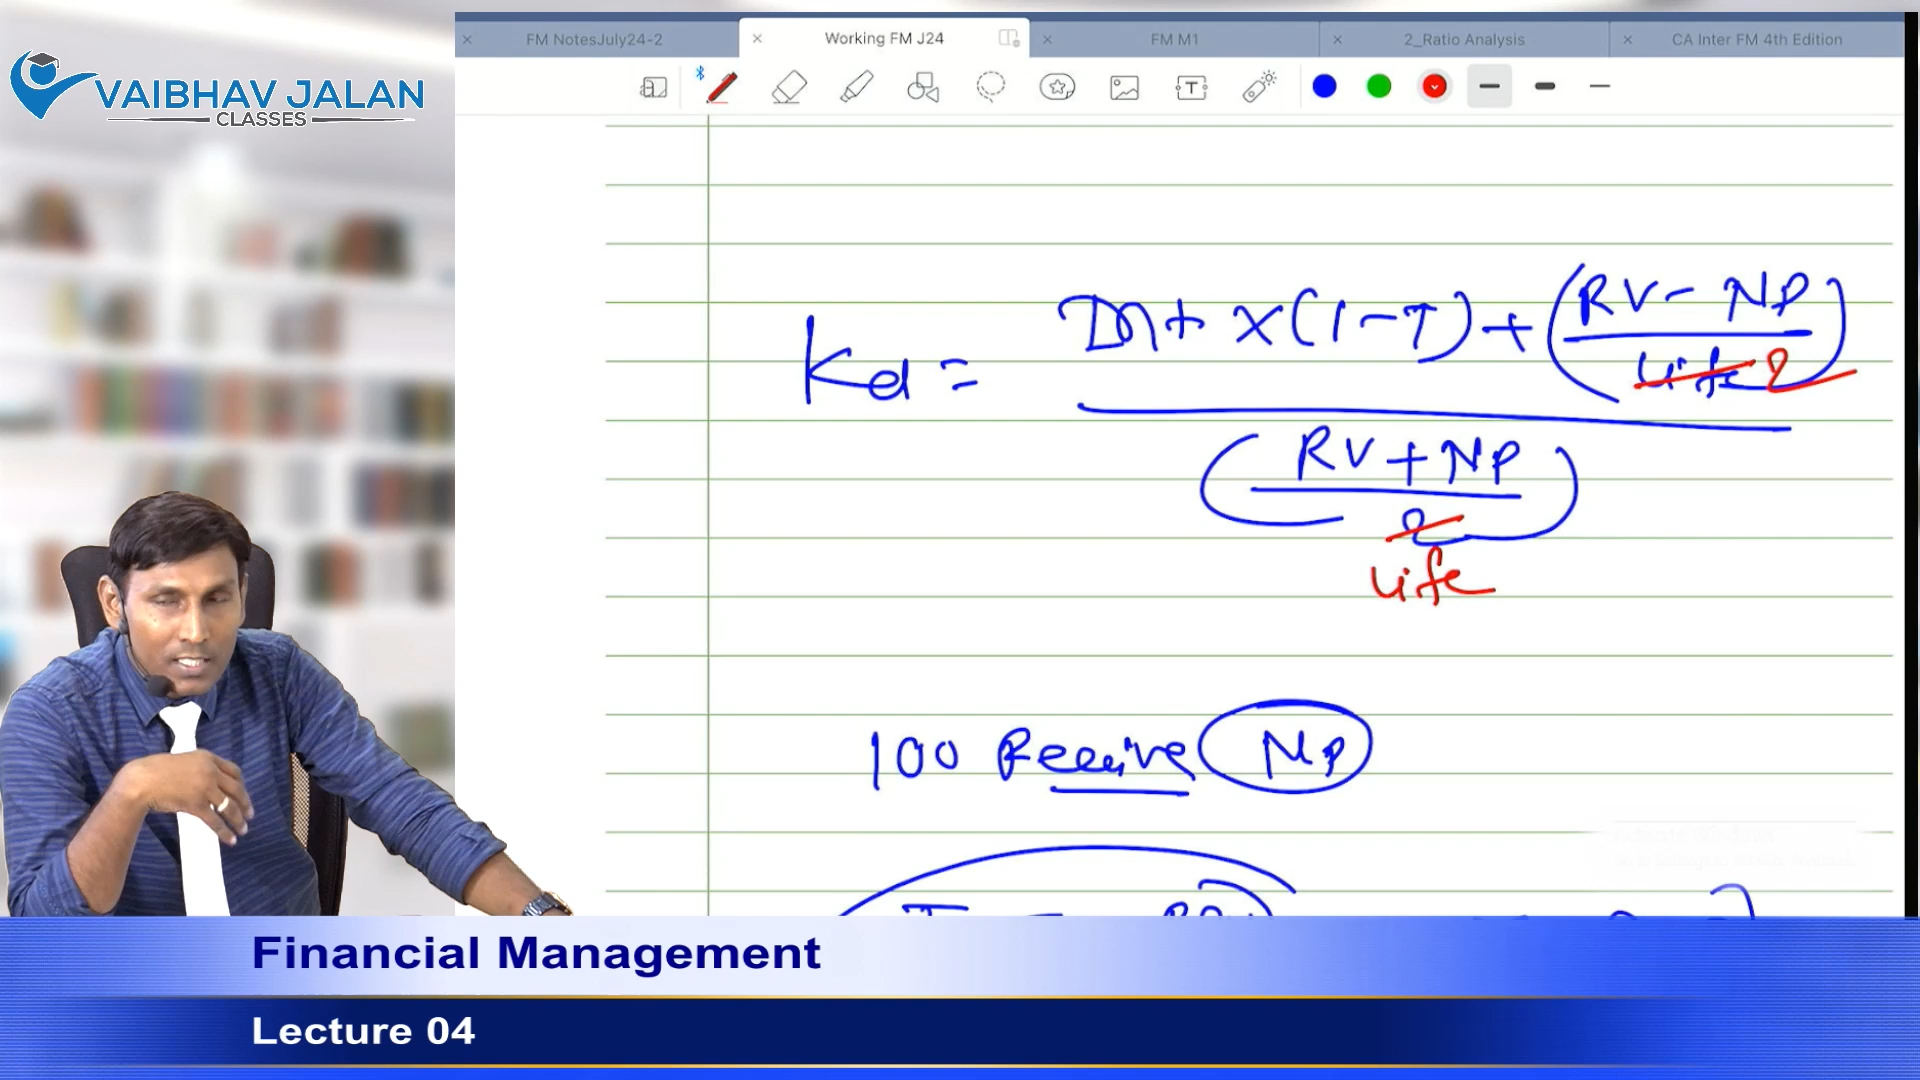 VAIBHAV JALAN
CLASSES
FM NotesJuly24-2
Working FM J24
FM M1
2_Ratio Analysis
CA Inter FM 4th Edition
Kd = Int x (1-T) + (RV - NP
Life 2)
(RV + NP
2)
Life
100 Receive NP
Financial Management
Lecture 04